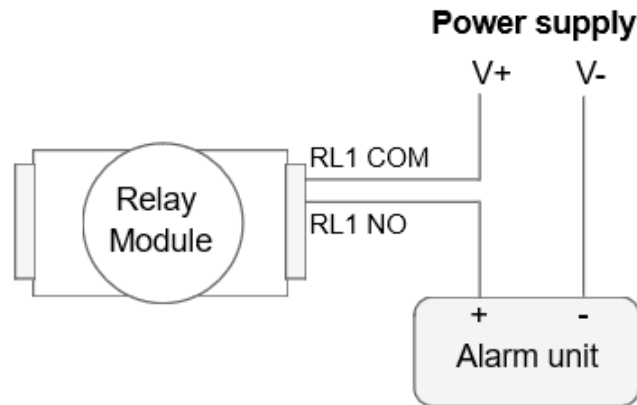 Power supply
V+ V-
RL1 COM
Relay
Module
RL1 NO
+ -
Alarm unit